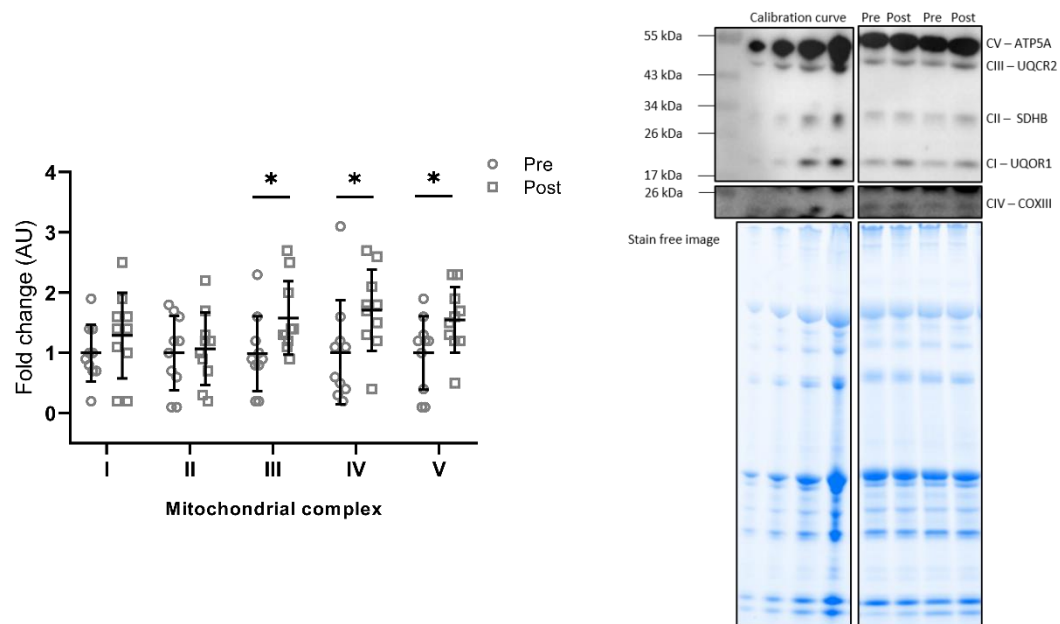 4
3
2
1
0
Fold change (AU)
* * *
Pre
Post
I II III IV V
Mitochondrial complex
Calibration curve Pre Post Pre Post
55 kDa
43 kDa
34 kDa
26 kDa
17 kDa
26 kDa
CV – ATP5A
CIII – UQCR2
CII – SDHB
CI – UQOR1
CIV – COXIII
Stain free image